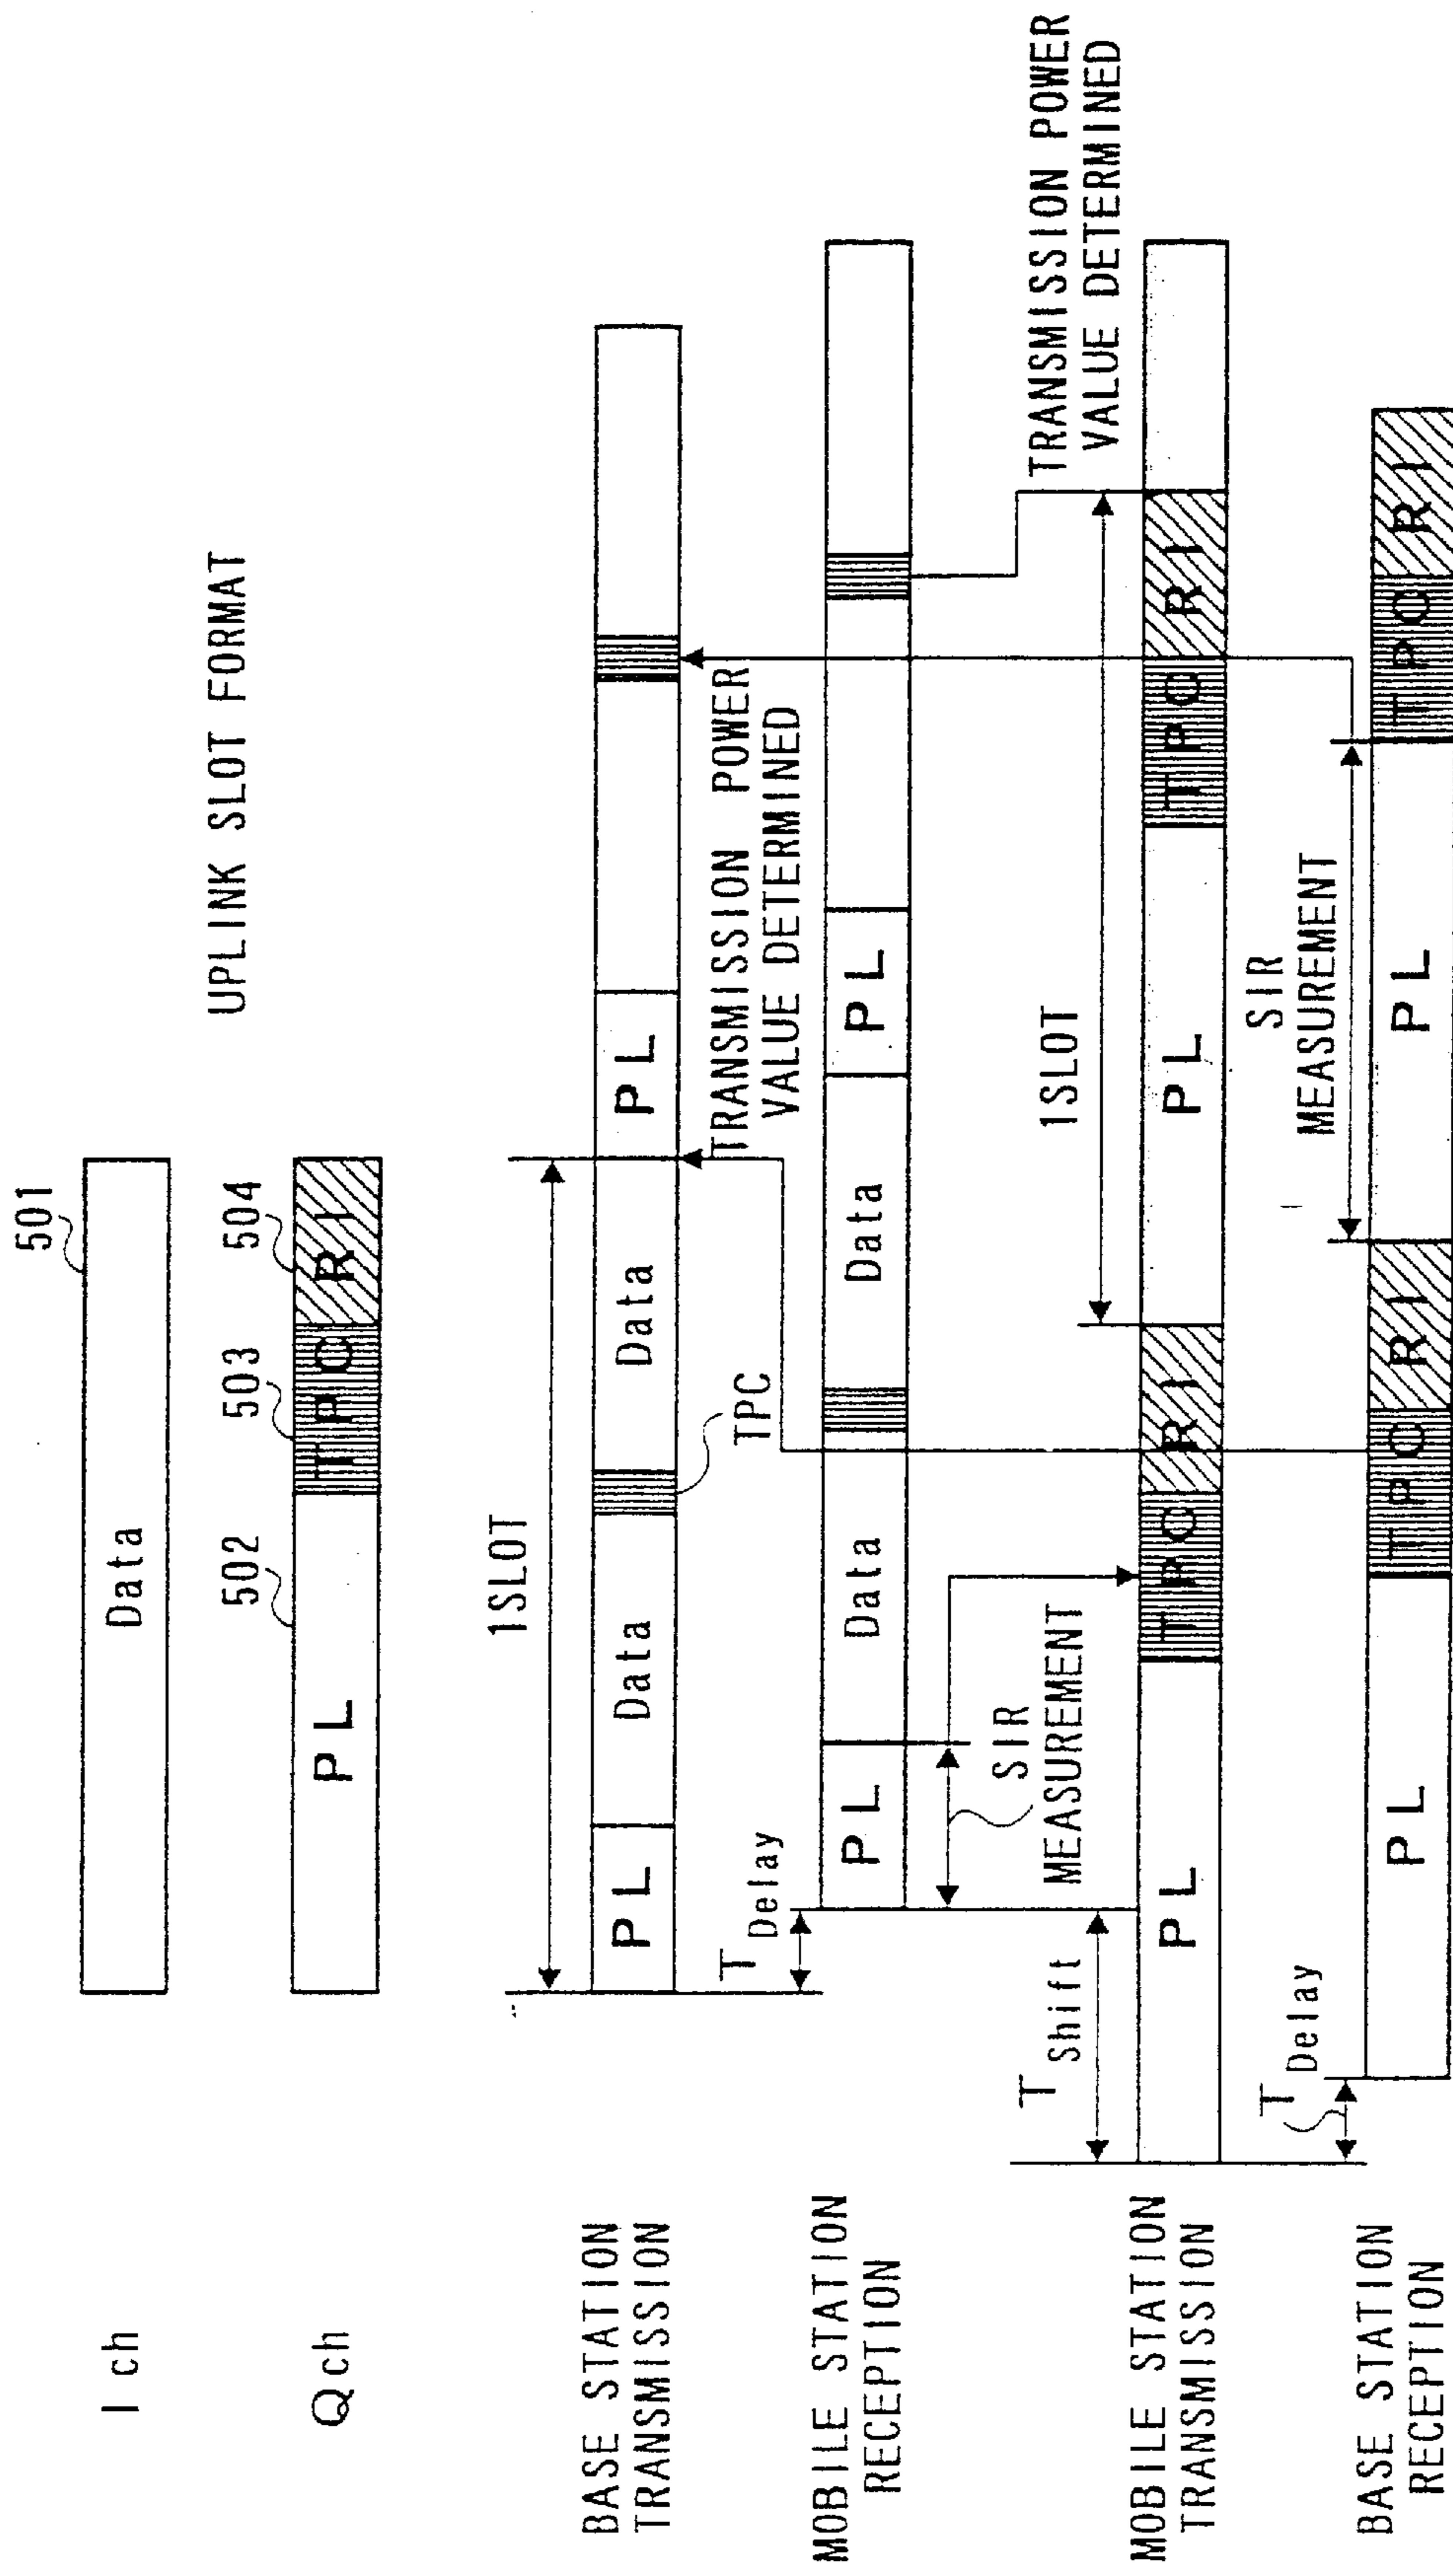 UPLINK SLOT FORMAT
I ch
Data
501
Q ch
PL
TPC
RI
502
503
504
BASE STATION
TRANSMISSION
1SLOT
PL
Data
Data
PL
TPC
TRANSMISSION POWER
VALUE DETERMINED
T Delay
MOBILE STATION
RECEPTION
PL
Data
Data
PL
SIR
MEASUREMENT
TRANSMISSION POWER
VALUE DETERMINED
T Shift
1SLOT
MOBILE STATION
TRANSMISSION
PL
TPC
RI
PL
TPC
RI
T Delay
SIR
MEASUREMENT
BASE STATION
RECEPTION
PL
TPC
RI
PL
TPC
RI